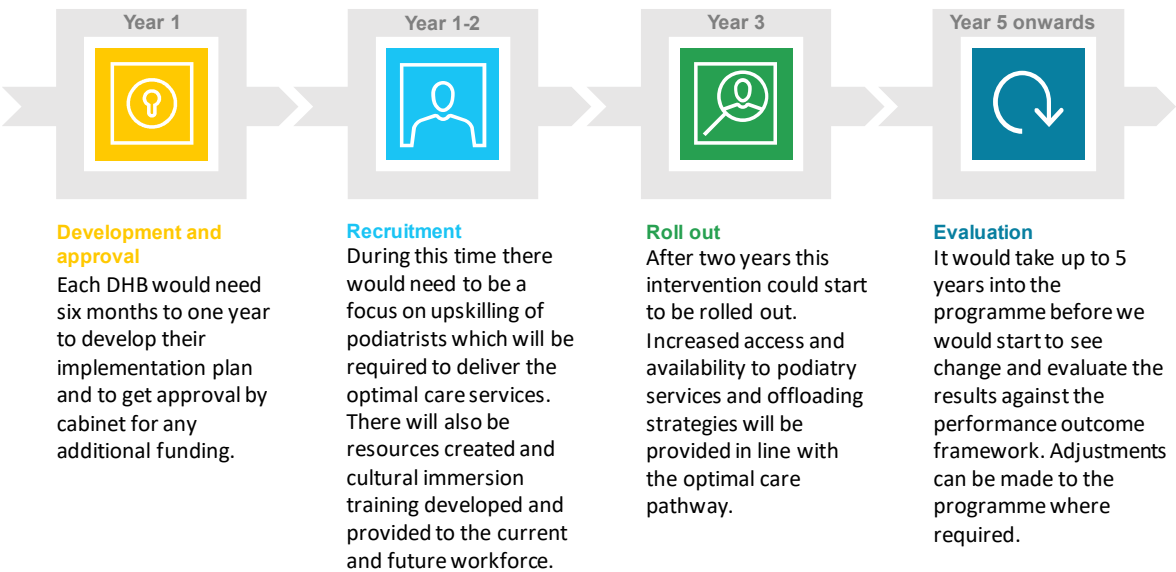 Year 1
Year 1-2
Year 3
Year 5 onwards
Development and
approval
Each DHB would need
six months to one year
to develop their
implementation plan
and to get approval by
cabinet for any
additional funding.
Recruitment
During this time there
would need to be a
focus on upskilling of
podiatrists which will be
required to deliver the
optimal care services.
There will also be
resources created and
cultural immersion
training developed and
provided to the current
and future workforce.
Roll out
After two years this
intervention could start
to be rolled out.
Increased access and
availability to podiatry
services and offloading
strategies will be
provided in line with
the optimal care
pathway.
Evaluation
It would take up to 5
years into the
programme before we
would start to see
change and evaluate the
results against the
performance outcome
framework. Adjustments
can be made to the
programme where
required.